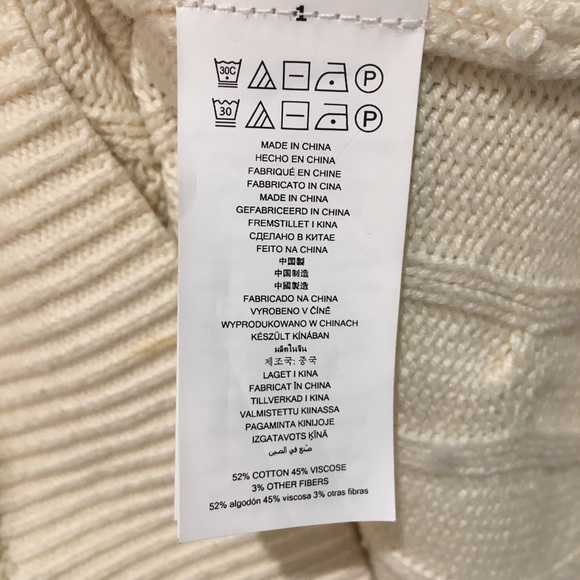 1
30C P
30 P
MADE IN CHINA
HECHO EN CHINA
FABRIQUÉ EN CHINE
FABBRICATO IN CINA
MADE IN CHINA
GEFABRICEERD IN CHINA
FREMSTILLET I KINA
СДЕЛАНО В КИТАЕ
FEITO NA CHINA
中国製
中国制造
中國製造
FABRICADO NA CHINA
VYROBENO V ČÍNĚ
WYPRODUKOWANO W CHINACH
KÉSZÜLT KÍNÁBAN
ผลิตในจีน
제조국: 중국
LAGET I KINA
FABRICAT ÎN CHINA
TILLVERKAD I KINA
VALMISTETTU KIINASSA
PAGAMINTA KINIJOJE
IZGATAVOTS ĶĪNĀ
صنع في الصين
52% COTTON 45% VISCOSE
3% OTHER FIBERS
52% algodón 45% viscosa 3% otras fibras